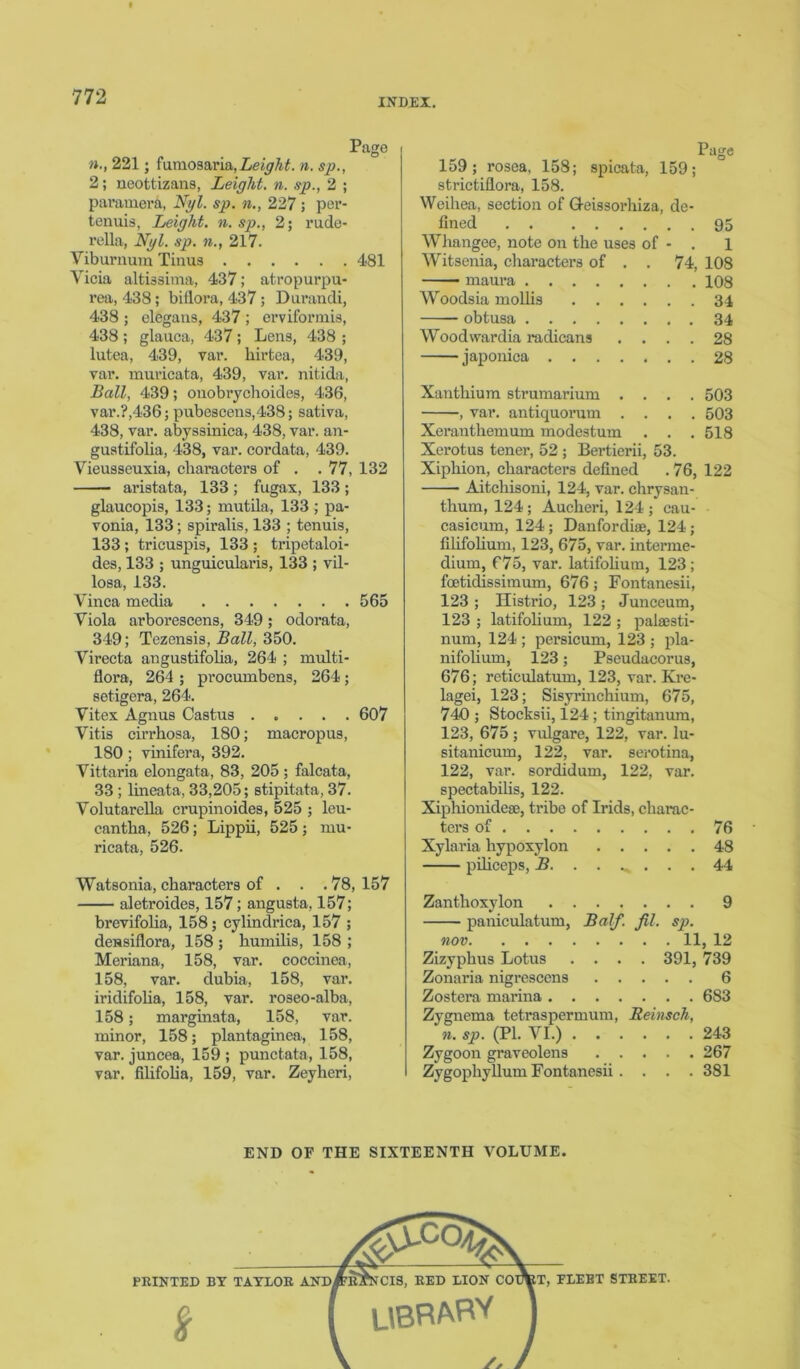 772
INDEX.
Page
n., 221; fumosaria, Leight. n. sp.,
2; neottizans, Leight. n. sp., 2 ;
paramera, Nyl. sp. n., 227 ; per-
tenuis, Leight. n. sp., 2; rude-
rella, Nyl. sp. n., 217.
Viburnum Tinus . . . . . . 481
Vicia altissima, 437; atropurpu-
rea, 438; biflora, 437 ; Durandi,
438 ; elegans, 437 ; erviformis,
438 ; glauca, 437 ; Lens, 438 ;
lutea, 439, var. hirtea, 439,
var. muricata, 439, var. nitida,
Ball, 439; onobrychoides, 436,
var.?,436; pubescens,438; sativa,
438, var. abyssinica, 438, var. an-
gustifolia, 438, var. cordata, 439.
Vieusseuxia, characters of . . 77, 132
—— aristata, 133; fugax, 133;
glaucopis, 133; mutila, 133 ; pa-
vonia, 133; spiralis, 133 ; tenuis,
133; tricuspis, 133 ; tripetaloi-
des, 133 ; unguicularis, 133 ; vil-
losa, 133.
Vinca media . . . . . . 565
Viola arborescens, 349 ; odorata,
349; Tezensis, Ball, 350.
Virecta angustifolia, 264 ; multi-
flora, 264 ; procumbens, 264;
setigera, 264.
Vitex Agnus Castus . . . . . 607
Vitis cirrhosa, 180; macropus,
180 ; vinifera, 392.
Vittaria elongata, 83, 205 ; falcata,
33 ; lineata, 33,205; stipitata, 37.
Volutarella crupinoides, 525 ; leu-
cantha, 526; Lippii, 525; mu-
ricata, 526.
Watsonia, characters of . . . 78, 157
—— aletroides, 157; angusta, 157;
brevifolia, 158; cylindrica, 157 ;
densiflora, 158 ; humilis, 158 ;
Meriana, 158, var. coccinea,
158, var. dubia, 158, var.
iridifolia, 158, var. roseo-alba,
158; marginata, 158, var.
minor, 158; plantaginea, 158,
var. juncea, 159 ; punctata, 158,
var. filifolia, 159, var. Zeyheri,
Page
159; rosea, 158; spicata, 159;
strictiflora, 158.
Weihea, section of Geissorhiza, de-
fined . . . . . . . . . 95
Whangee, note on the uses of - . 1
Witsenia, characters of . . 74, 108
—— maura . . . . . . . . 108
Woodsia mollis . . . . . . 34
—— obtusa . . . . . . . . 34
Woodwardia radicans . . . . 28
—— japonica . . . . . . . 28
Xanthium strumarium . . . . 503
——, var. antiquorum . . . . 503
Xeranthemum modestum . . . 518
Xerotus tener, 52 ; Bertierii, 53.
Xiphion, characters defined . 76, 122
—— Aitchisoni, 124, var. chrysan-
thum, 124; Aucheri, 124 ; cau-
casicum, 124; Danfordiæ, 124;
filifolium, 123, 675, var. interme-
dium, 675, var. latifolium, 123;
fœtidissimum, 676 ; Fontanesii,
123 ; Histrio, 123; Junceum,
123 ; latifolium, 122 ; palæsti-
num, 124 ; persicum, 123 ; pla-
nifolium, 123; Pseudacorus,
676; reticulatum, 123, var. Kre-
lagei, 123; Sisyrinchium, 675,
740 ; Stocksii, 124; tingitanum,
123, 675 ; vulgare, 122, var. lu-
sitanicum, 122, var. serotina,
122, var. sordidum, 122, var.
spectabilis, 122.
Xiphionideæ, tribe of Irids, charac-
ters of . . . . . . . . . 76
Xylaria hypoxylon . . . . . 48
—— piliceps, B. . . . . . . 44
Zanthoxylon . . . . . . . 9
—— paniculatum, Balf. fil. sp.
nov. . . . . . . . . . 11, 12
Zizyphus Lotus . . . . 391, 739
Zonaria nigrescens . . . . . 6
Zostera marina . . . . . . . 683
Zygnema tetraspermum, Reinsch,
n. sp. (Pl. VI.) . . . . . . 243
Zygoon graveolens . . . . . 267
Zygophyllum Fontanesii . . . . 381
END OF THE SIXTEENTH VOLUME.
PRINTED BY TAYLOR AND FRANCIS, RED LION COURT, FLEET STREET.
LIBRARY